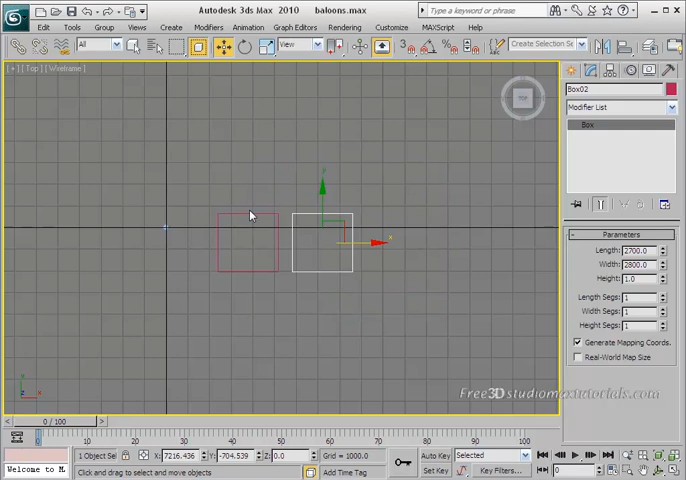 Autodesk 3ds Max 2010 baloons.max
Type a keyword or phrase
Edit Tools Group Views Create Modifiers Animation Graph Editors Rendering Customize MAXScript Help
All View 3 Create Selection Se
[ + ] [ Top ] [ Wireframe ]
TOP
Box02
Modifier List
Box
Parameters
Length: 2700.0
Width: 2800.0
Height: 1.0
Length Segs: 1
Width Segs: 1
Height Segs: 1
Generate Mapping Coords.
Real-World Map Size
y
x
z
x
Free3Dstudiomaxtutorials.com
0 / 100
0 10 20 30 40 50 60 70 80 90 100
1 Object Sel X: 7216.436 Y: -704.539 Z: 0.0 Grid = 1000.0 Auto Key Selected
Welcome to M Click and drag to select and move objects Add Time Tag Set Key Key Filters... 0